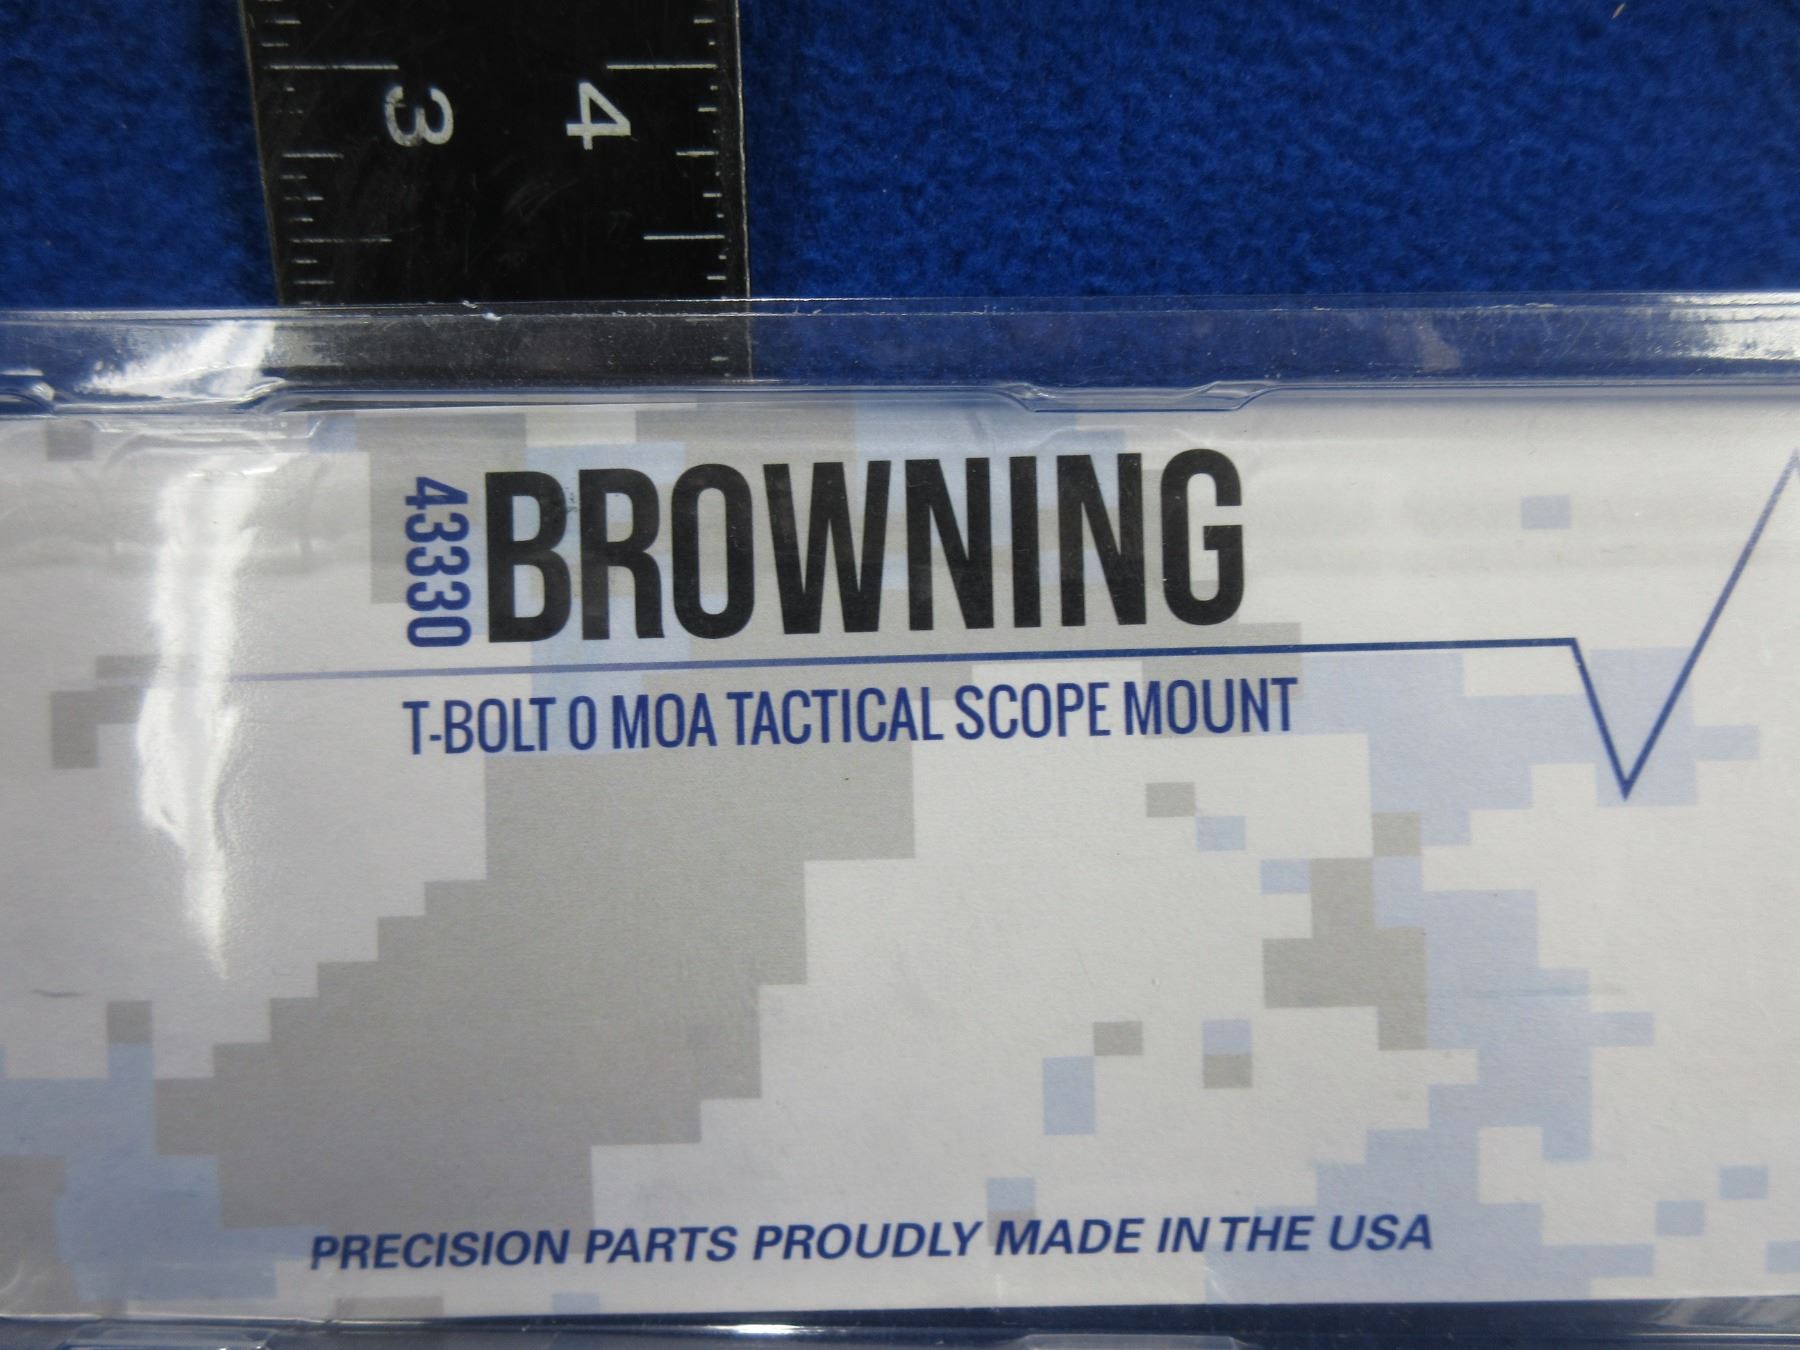 3 4
43330
BROWNING
T-BOLT 0 MOA TACTICAL SCOPE MOUNT
PRECISION PARTS PROUDLY MADE IN THE USA